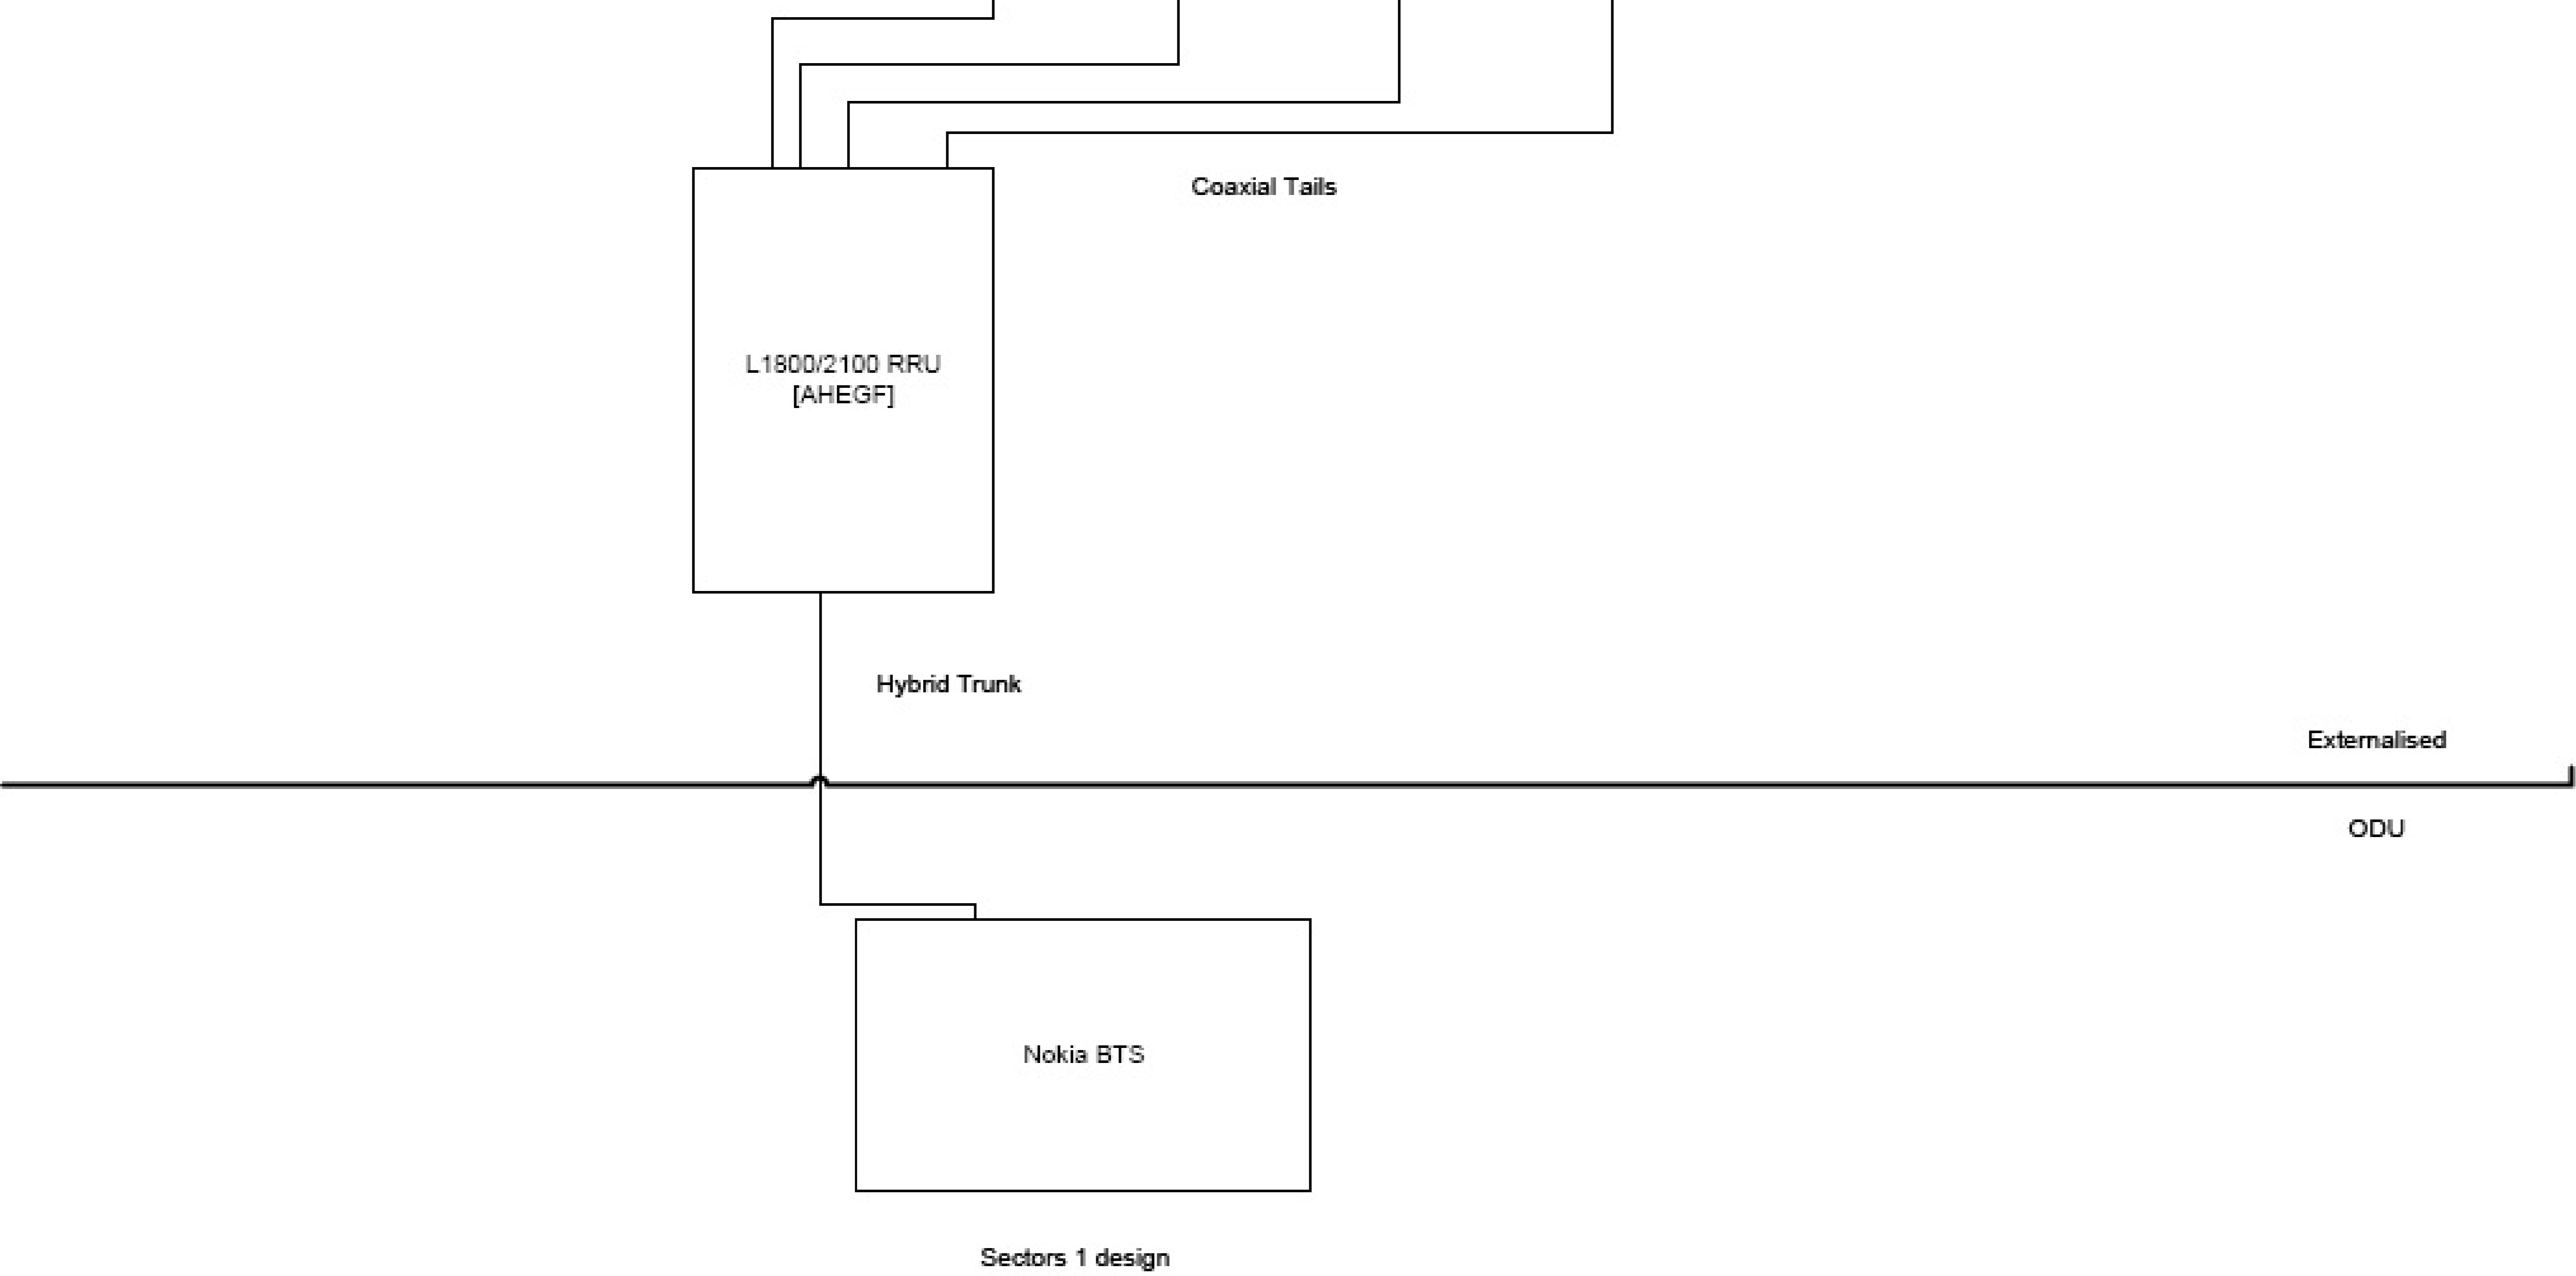 Coaxial Tails
L1800/2100 RRU
[AHEGF]
Hybrid Trunk
Externalised
ODU
Nokia BTS
Sectors 1 design